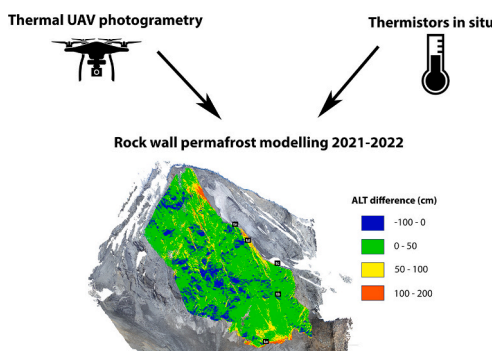 Thermal UAV photogrametry
Thermistors in situ
Rock wall permafrost modelling 2021-2022
ALT difference (cm)
-100 - 0
0 - 50
50 - 100
100 - 200